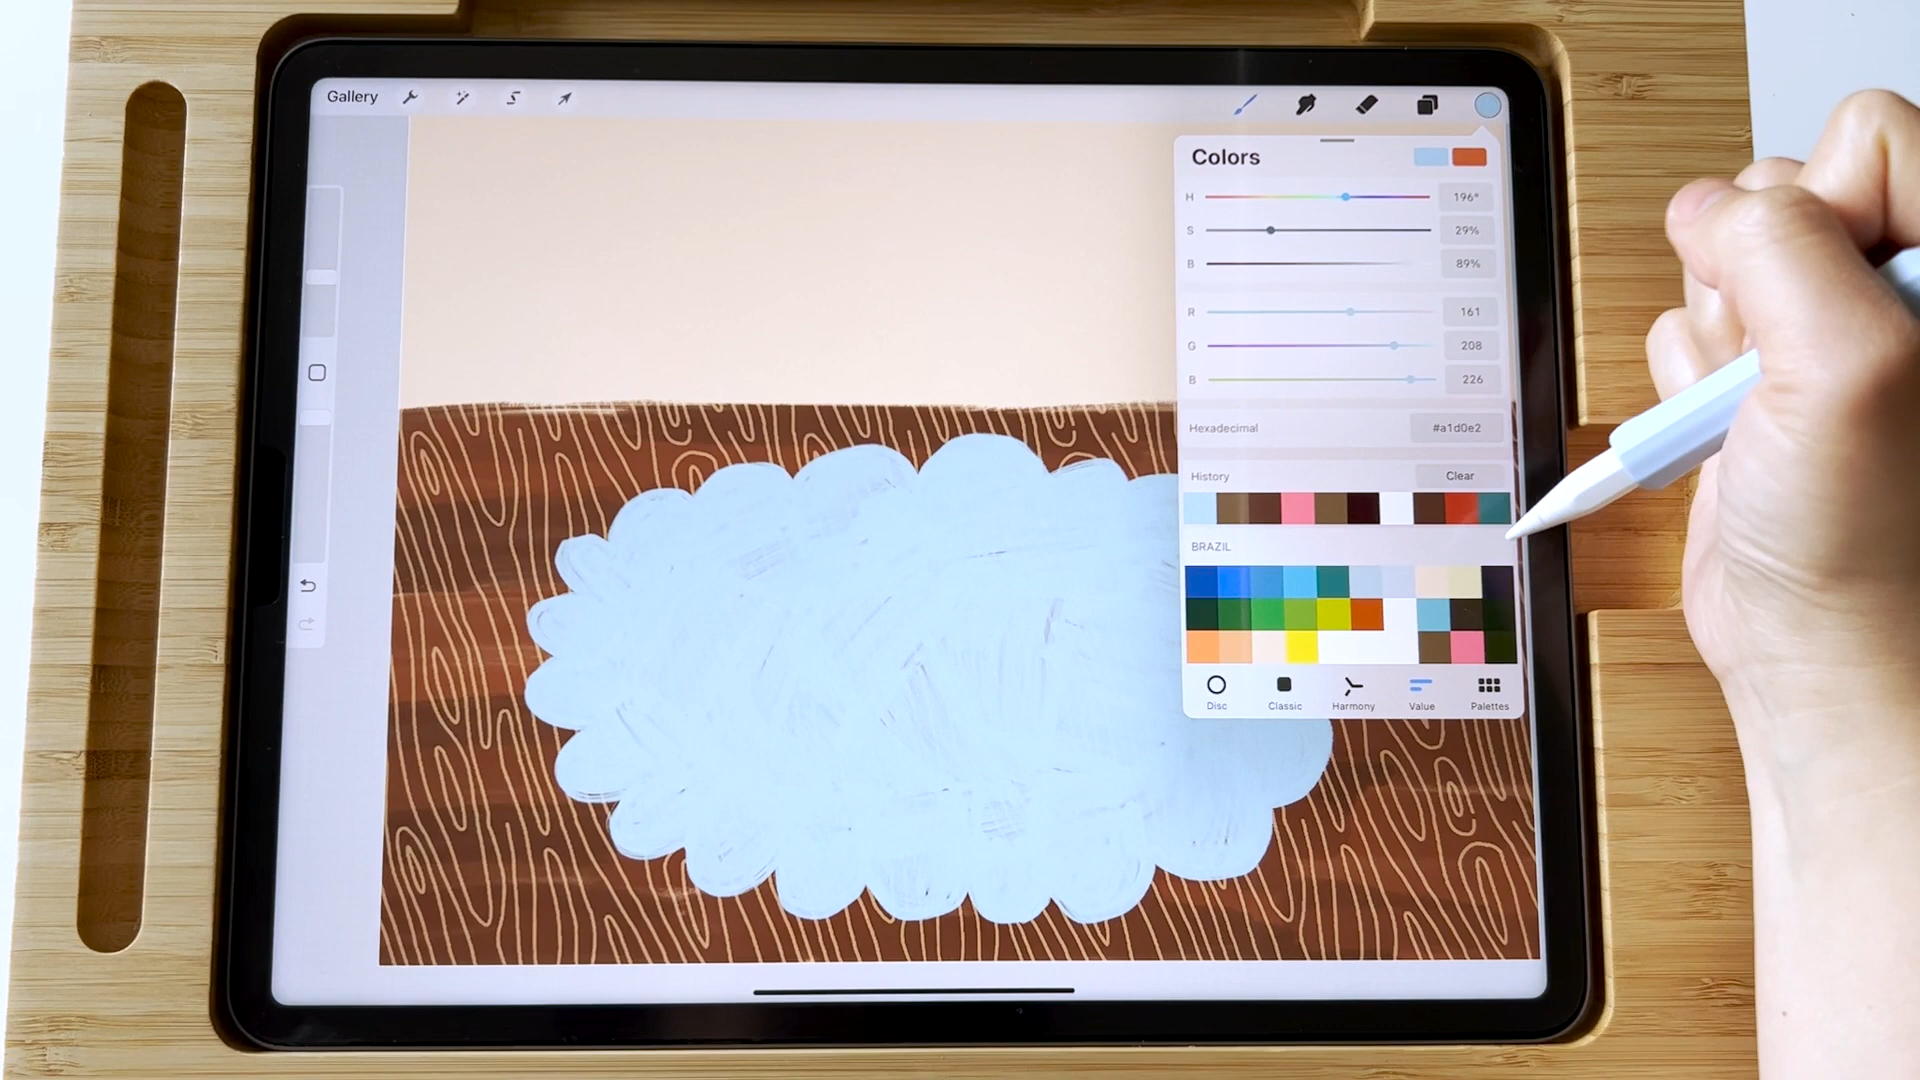 Gallery
Colors
H 196°
S 29%
B 89%
R 161
G 208
B 226
Hexadecimal #a1d0e2
History Clear
BRAZIL
Disc Classic Harmony Value Palettes